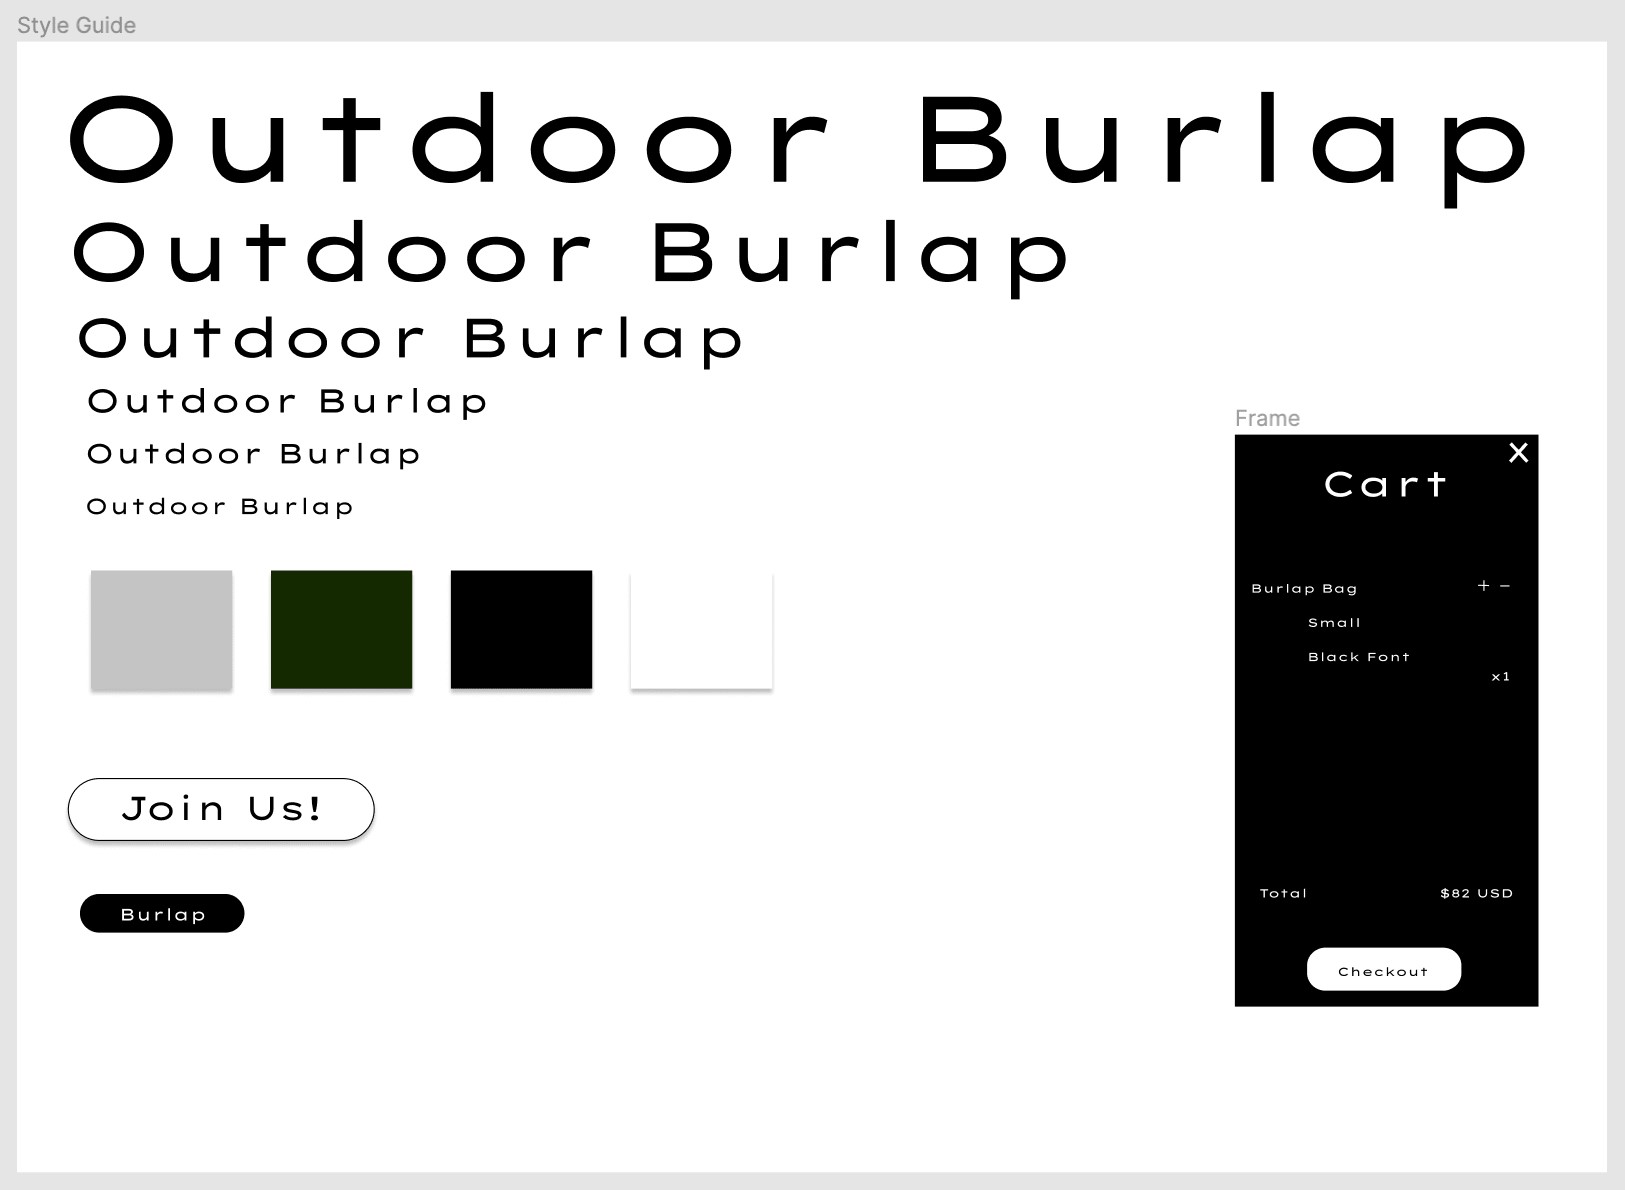 Style Guide
Outdoor Burlap
Outdoor Burlap
Outdoor Burlap
Outdoor Burlap
Outdoor Burlap
Outdoor Burlap
Join Us!
Burlap
Frame
X
Cart
Burlap Bag + −
Small
Black Font
x1
Total $82 USD
Checkout